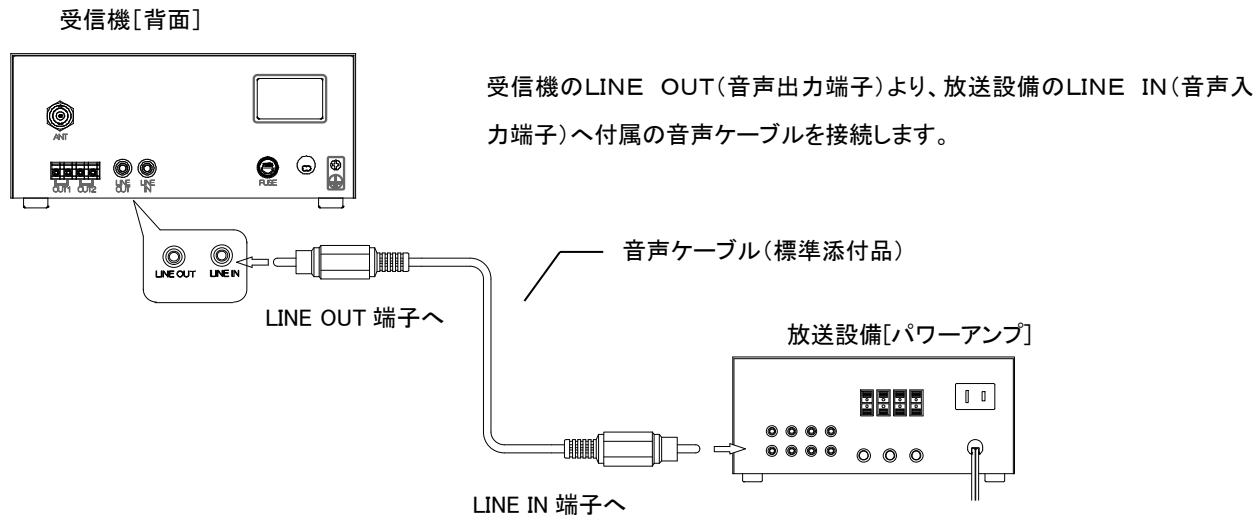 受信機[背面]
受信機のLINE OUT(音声出力端子)より、放送設備のLINE IN(音声入
力端子)へ付属の音声ケーブルを接続します。
ANT
OUT1 OUT2
LINE OUT
LINE IN
FUSE
LINE OUT LINE IN
音声ケーブル(標準添付品)
LINE OUT 端子へ
放送設備[パワーアンプ]
LINE IN 端子へ